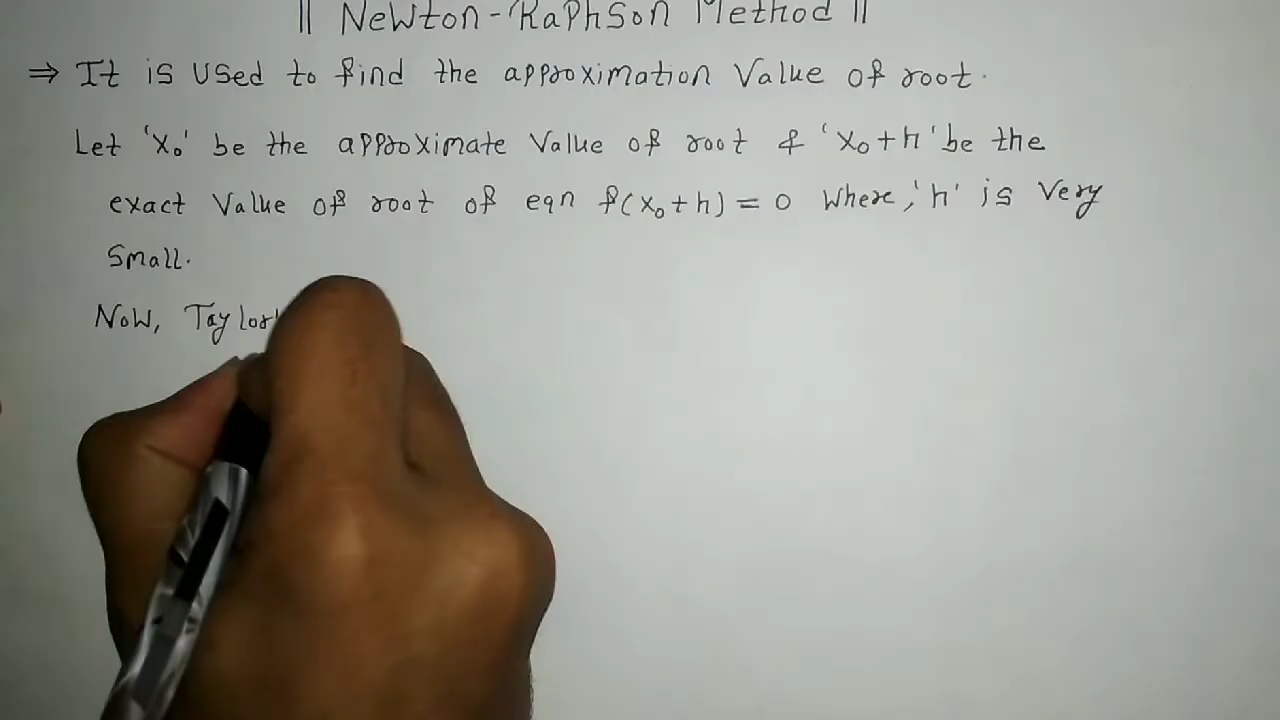 || Newton-Raphson Method ||
⇒ It is used to find the approximation Value of root.
Let 'x₀' be the approximate Value of root & 'x₀+h' be the
exact Value of root of eqn f(x₀+h) = 0 Where, 'h' is Very
Small.
Now, Taylor'